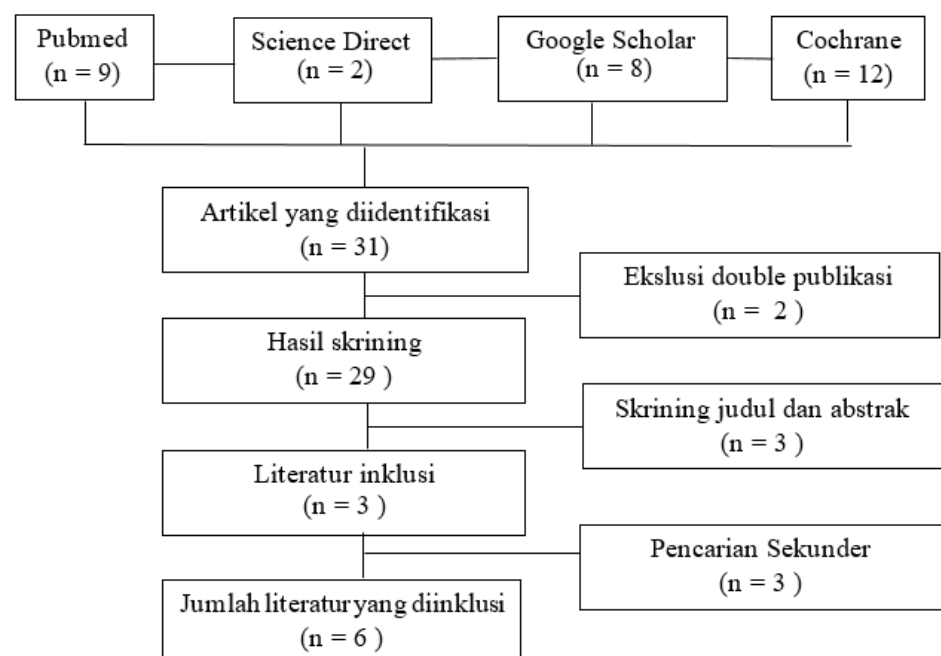 Pubmed
(n = 9)
Science Direct
(n = 2)
Google Scholar
(n = 8)
Cochrane
(n = 12)
Artikel yang diidentifikasi
(n = 31)
Ekslusi double publikasi
(n =  2 )
Hasil skrining
(n = 29 )
Skrining judul dan abstrak
(n = 3 )
Literatur inklusi
(n = 3 )
Pencarian Sekunder
(n = 3 )
Jumlah literatur yang diinklusi
(n = 6 )